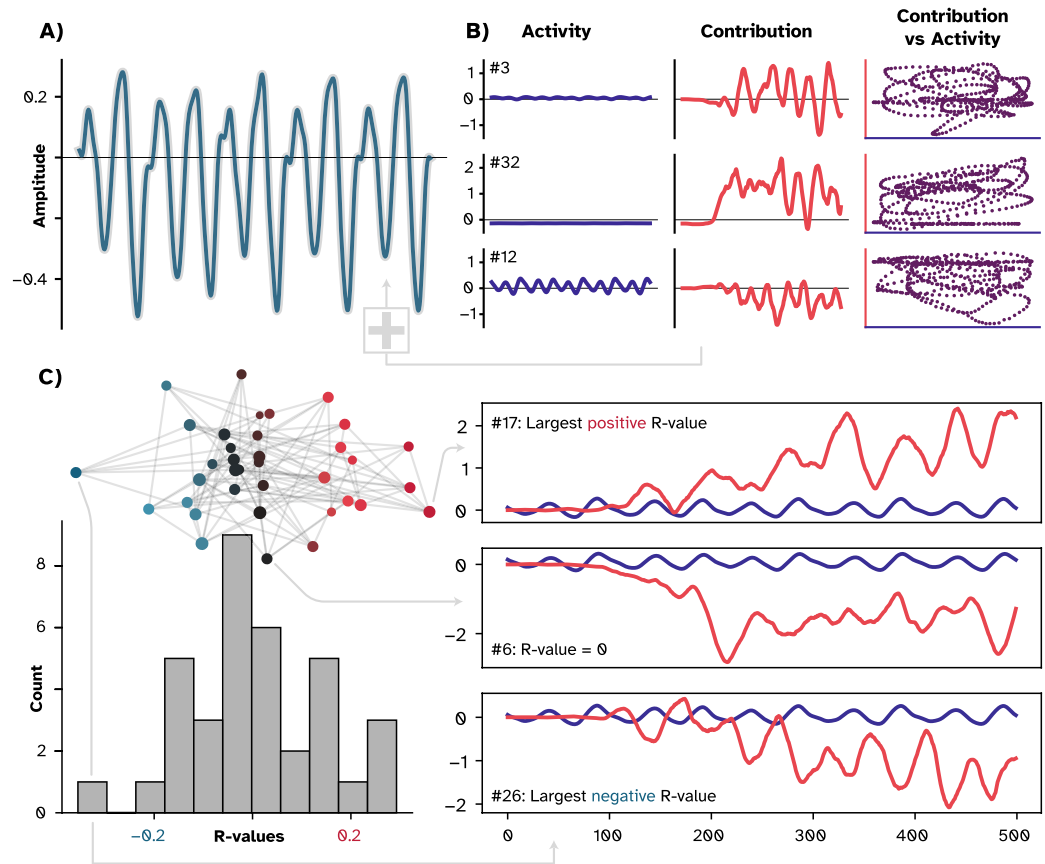 A)
0.2
−0.4
Amplitude
B)
Activity
Contribution
Contribution
vs Activity
#3
1
0
−1
#32
2
0
#12
1
0
−1
C)
8
6
2
0
Count
−0.2
R-values
0.2
#17: Largest positive R-value
2
1
0
0
−2
#6: R-value = 0
0
−1
−2
#26: Largest negative R-value
0
100
200
300
400
500